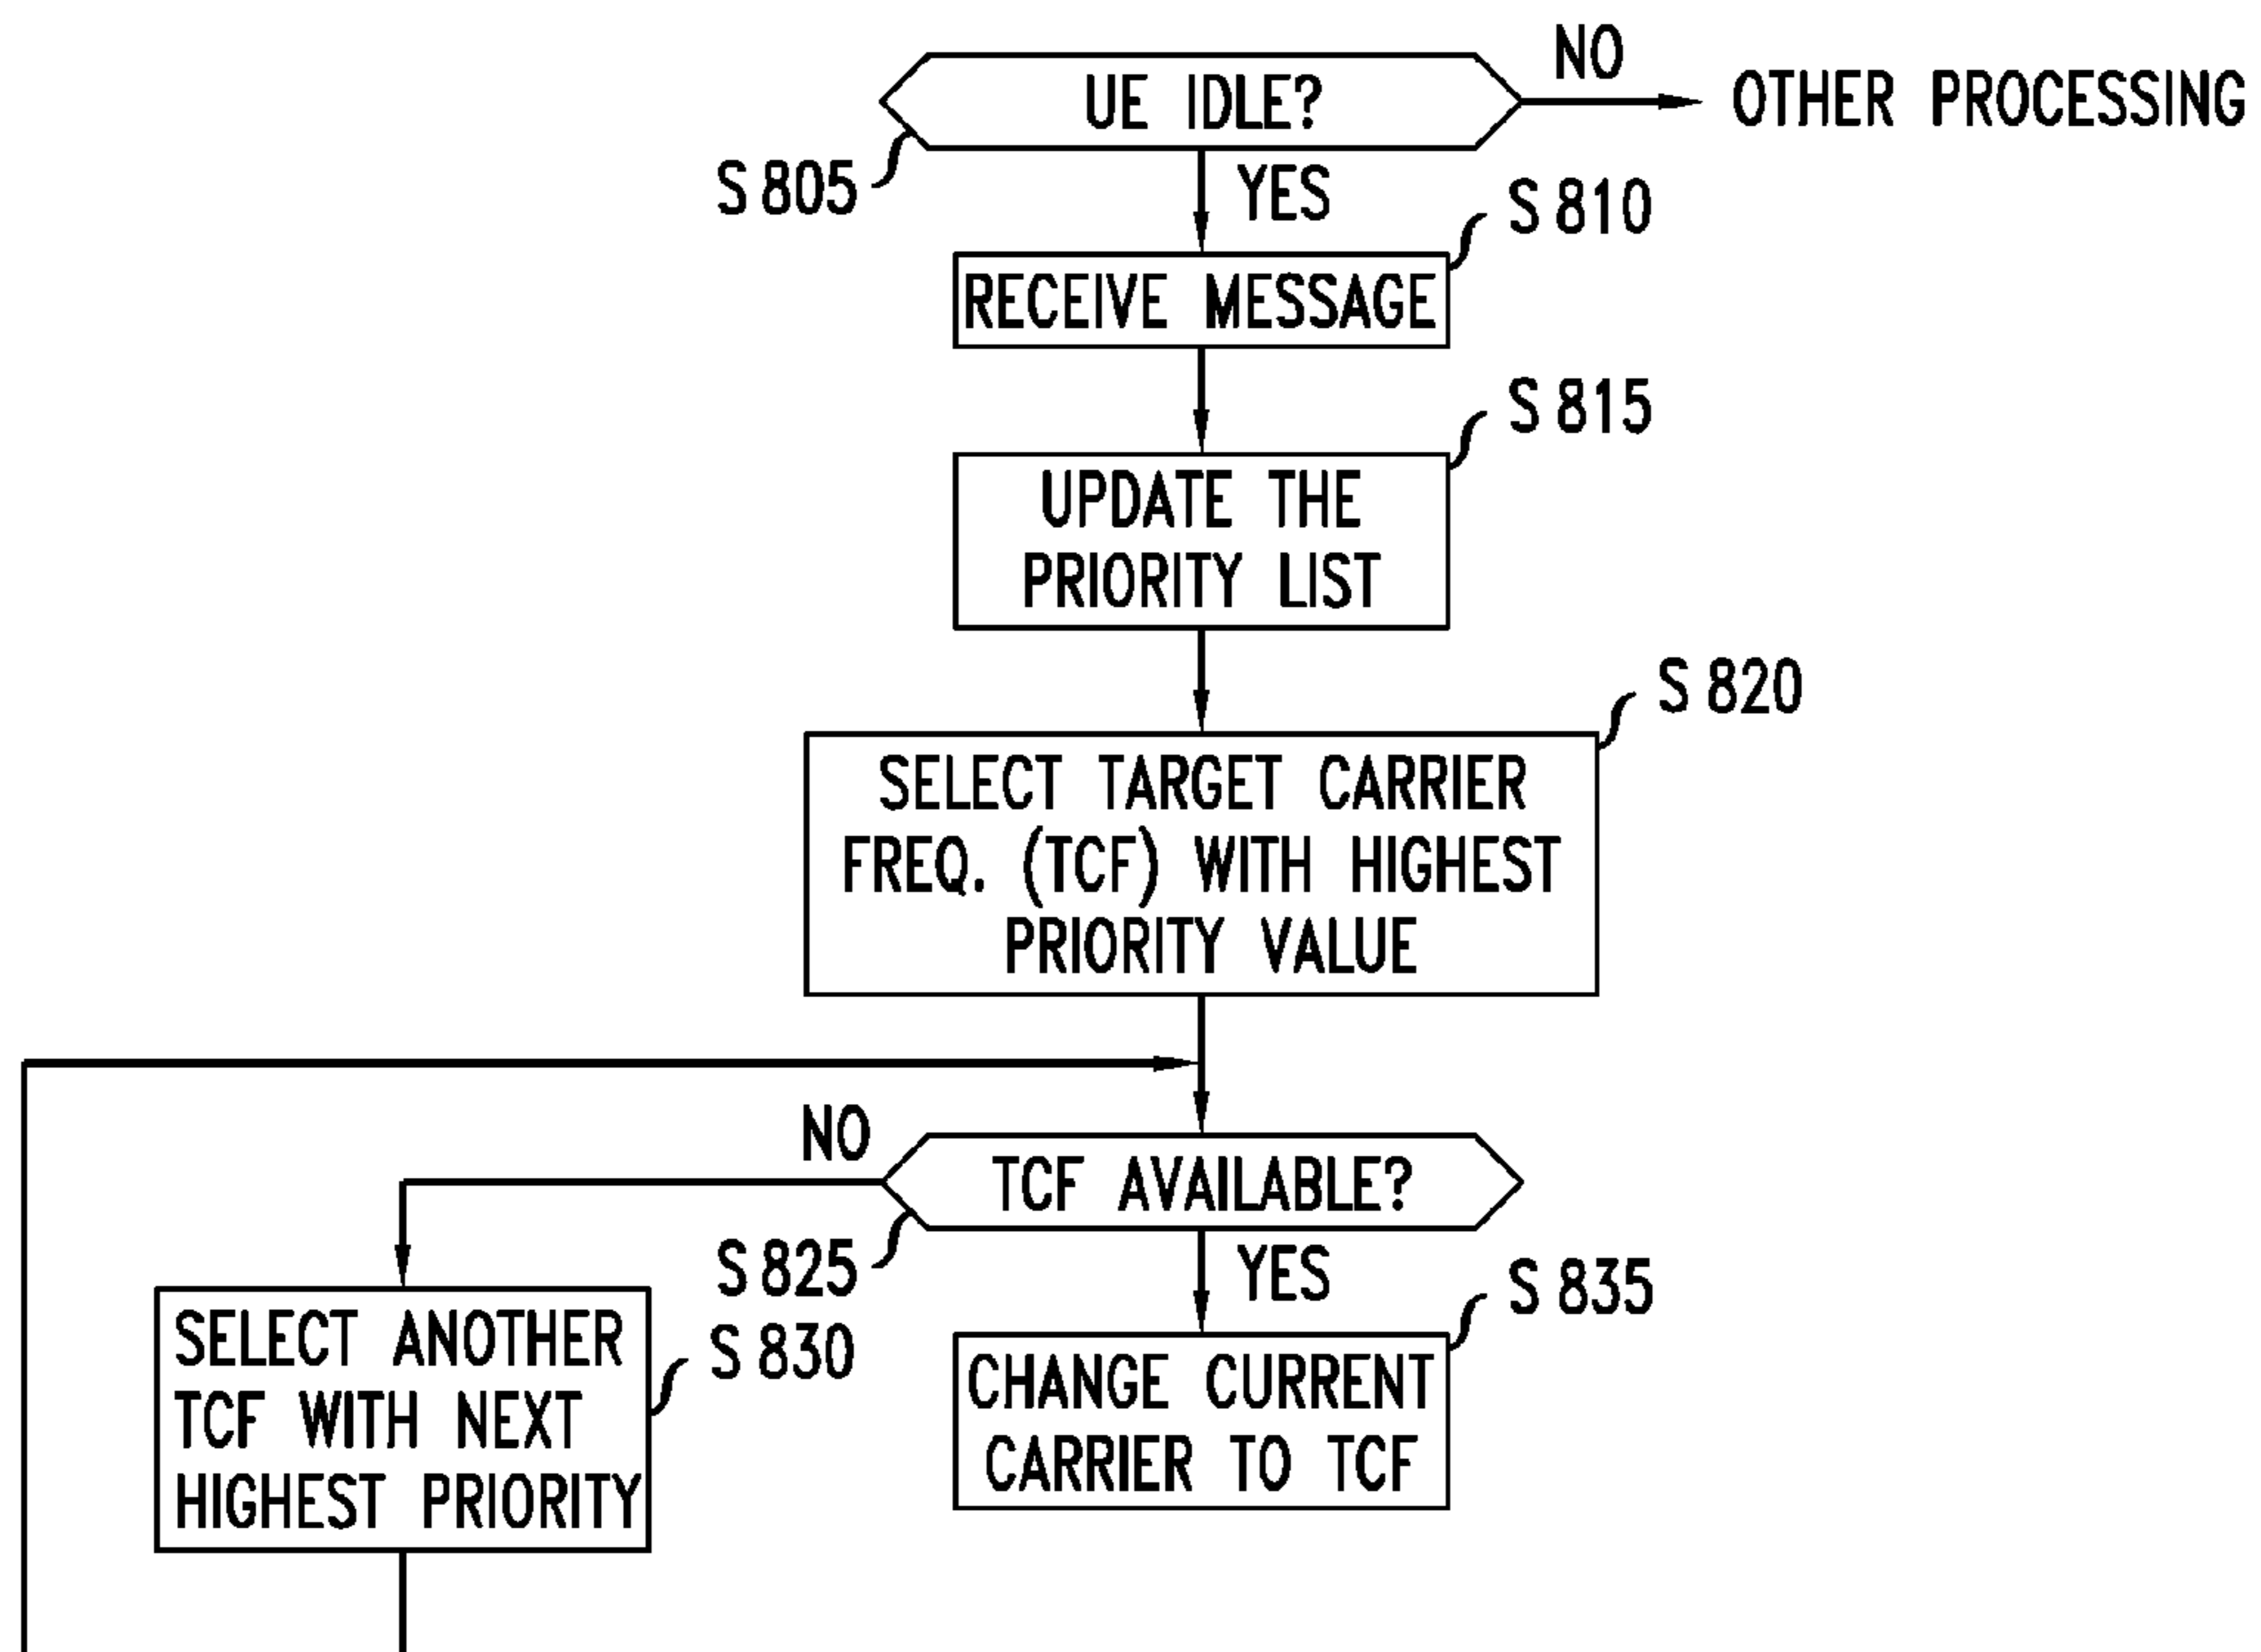 NO
UE IDLE?
OTHER PROCESSING
S 805
YES
S 810
RECEIVE MESSAGE
S 815
UPDATE THE
PRIORITY LIST
S 820
SELECT TARGET CARRIER
FREQ. (TCF) WITH HIGHEST
PRIORITY VALUE
NO
TCF AVAILABLE?
S 825
YES
S 835
S 830
SELECT ANOTHER
TCF WITH NEXT
HIGHEST PRIORITY
CHANGE CURRENT
CARRIER TO TCF